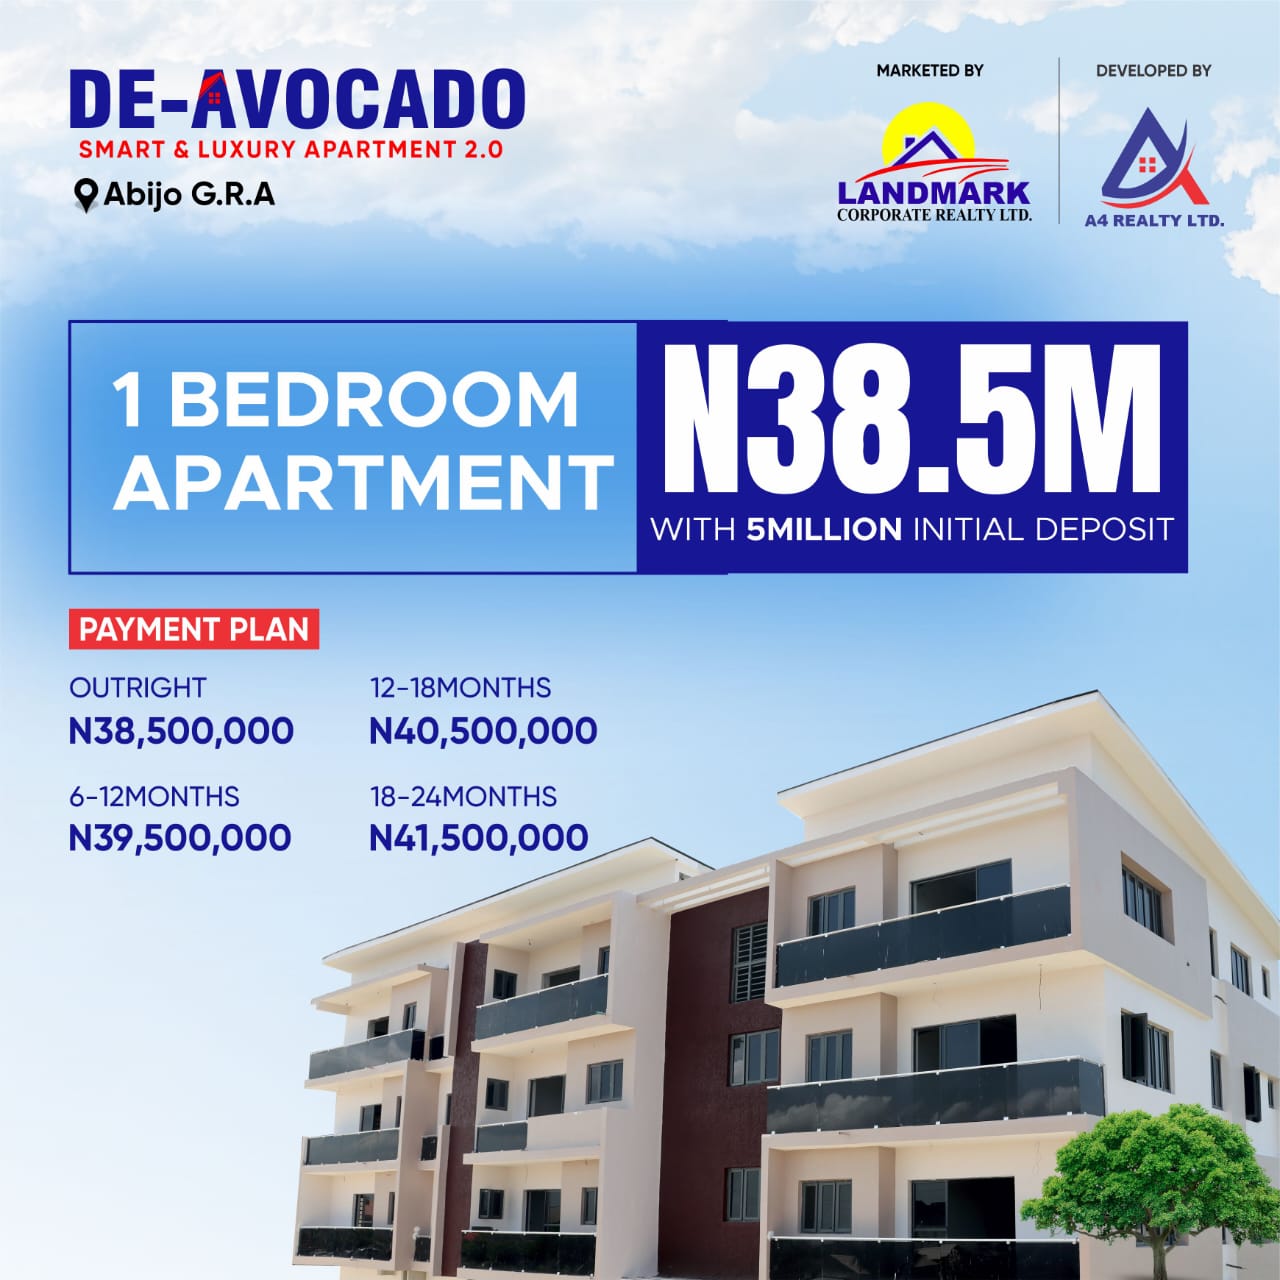 DE-AVOCADO
SMART & LUXURY APARTMENT 2.0
Abijo G.R.A
MARKETED BY
LANDMARK
CORPORATE REALTY LTD.
DEVELOPED BY
A4 REALTY LTD.
1 BEDROOM
APARTMENT
N38.5M
WITH 5MILLION INITIAL DEPOSIT
PAYMENT PLAN
OUTRIGHT
N38,500,000
12-18MONTHS
N40,500,000
6-12MONTHS
N39,500,000
18-24MONTHS
N41,500,000